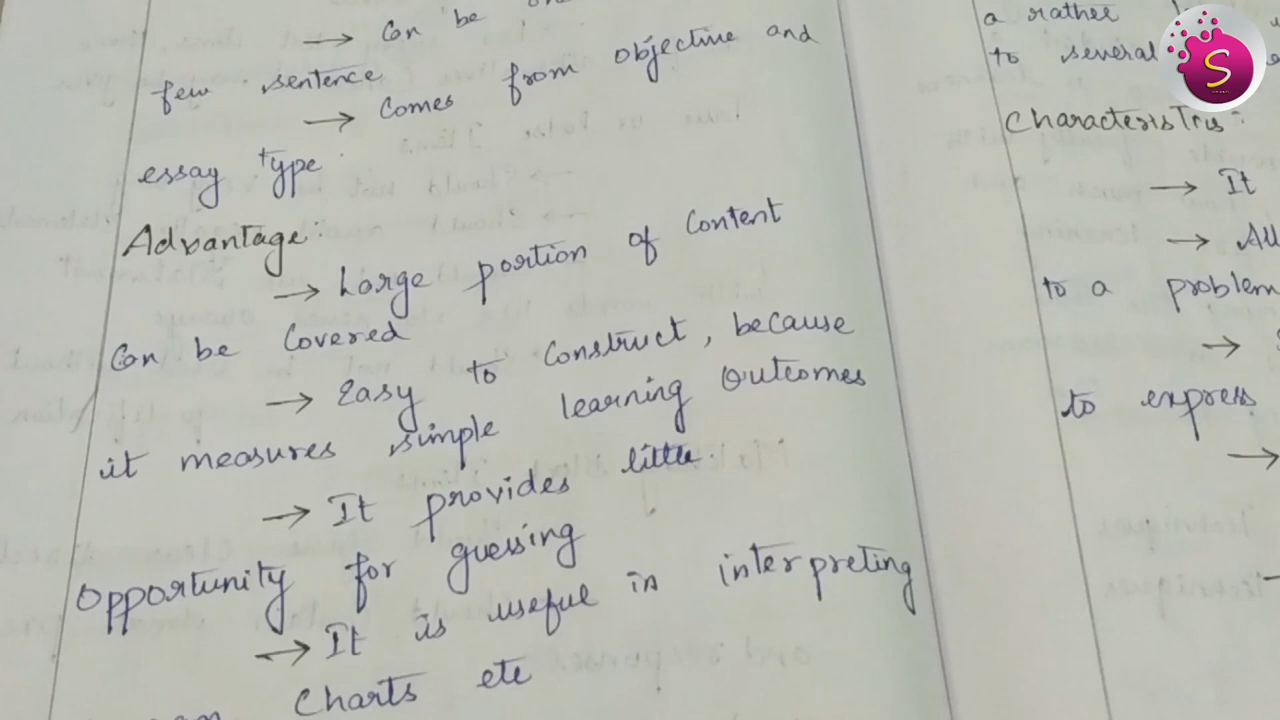 → Can be
few sentence
→ Comes from objective and
essay type
Advantage:
→ Large portion of Content
Can be Covered
→ Easy to Construct, because
it measures simple learning Outcomes
→ It provides little
Opportunity for guessing
→ It is useful in interpreting
Charts etc
a rather
to several
Characteristics:
→ It
→ All
to a problem
→
to express
→
S